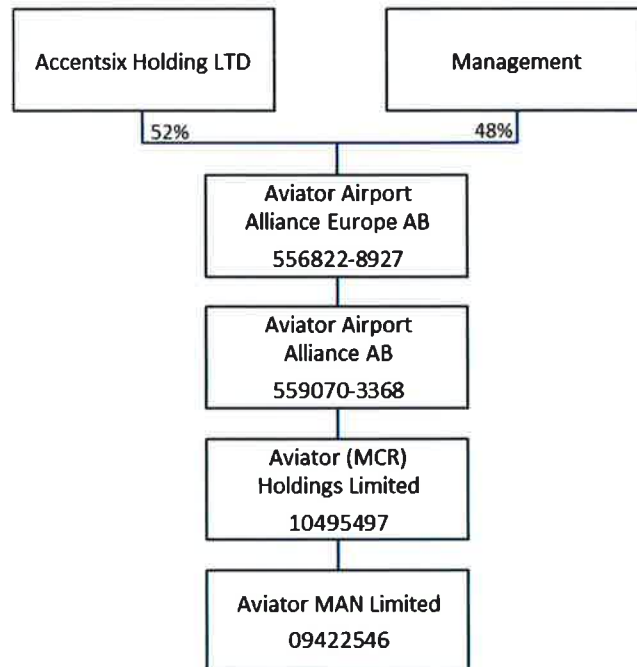 Accentsix Holding LTD
Management
52%
48%
Aviator Airport
Alliance Europe AB
556822-8927
Aviator Airport
Alliance AB
559070-3368
Aviator (MCR)
Holdings Limited
10495497
Aviator MAN Limited
09422546